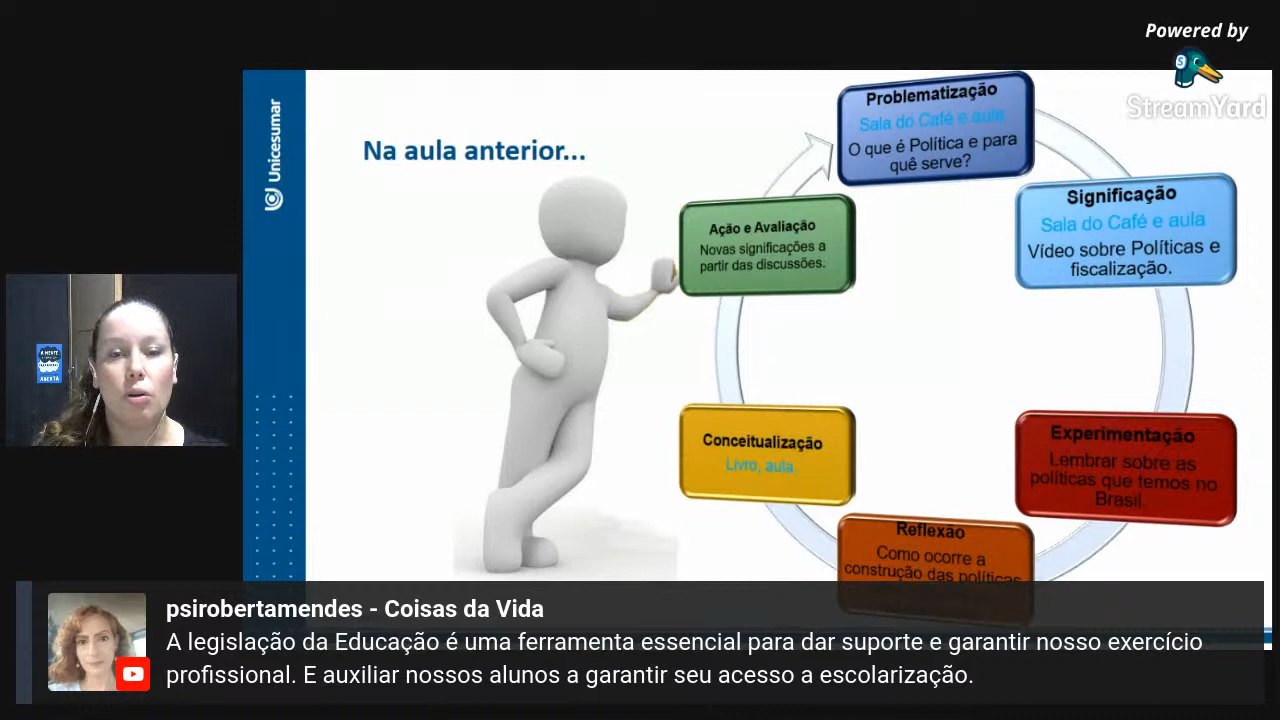 Powered by
StreamYard
Unicesumar
Na aula anterior...
Problematização
Sala do Café e aula
O que é Política e para
quê serve?
Significação
Sala do Café e aula
Vídeo sobre Políticas e
fiscalização.
Experimentação
Lembrar sobre as
políticas que temos no
Brasil
Reflexão
Como ocorre a
construção das políticas
Conceitualização
Livro, aula.
Ação e Avaliação
Novas significações a
partir das discussões.
A MENTE
ABERTA
psirobertamendes - Coisas da Vida
A legislação da Educação é uma ferramenta essencial para dar suporte e garantir nosso exercício
profissional. E auxiliar nossos alunos a garantir seu acesso a escolarização.